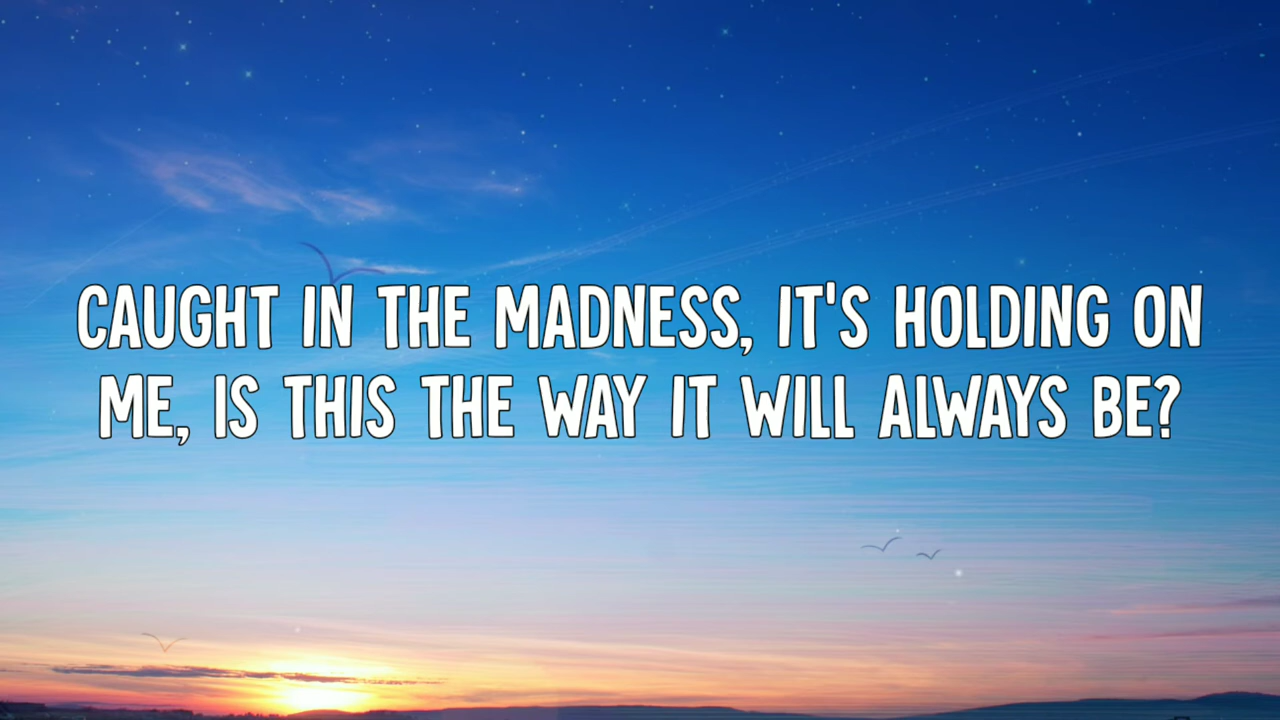 CAUGHT IN THE MADNESS, IT'S HOLDING ON
ME, IS THIS THE WAY IT WILL ALWAYS BE?